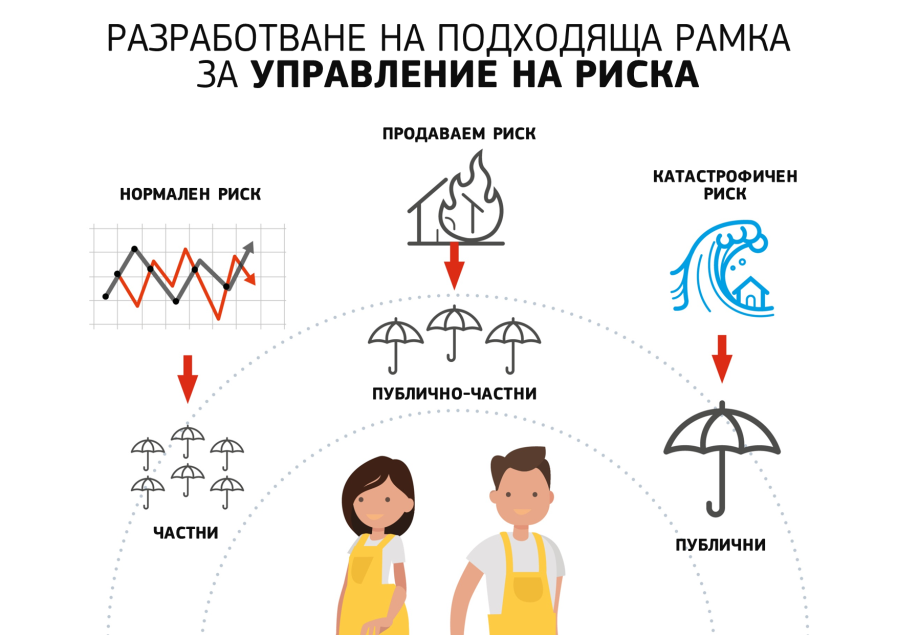 РАЗРАБОТВАНЕ НА ПОДХОДЯЩА РАМКА
ЗА УПРАВЛЕНИЕ НА РИСКА
НОРМАЛЕН РИСК
ПРОДАВАЕМ РИСК
КАТАСТРОФИЧЕН
РИСК
ЧАСТНИ
ПУБЛИЧНО-ЧАСТНИ
ПУБЛИЧНИ